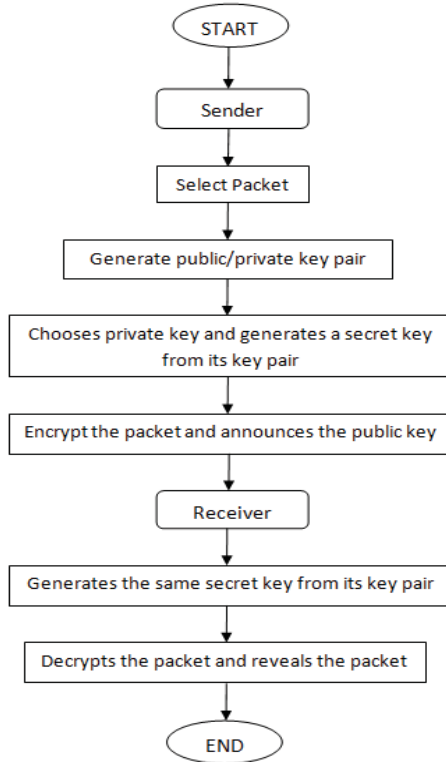 START
Sender
Select Packet
Generate public/private key pair
Chooses private key and generates a secret key
from its key pair
Encrypt the packet and announces the public key
Receiver
Generates the same secret key from its key pair
Decrypts the packet and reveals the packet
END